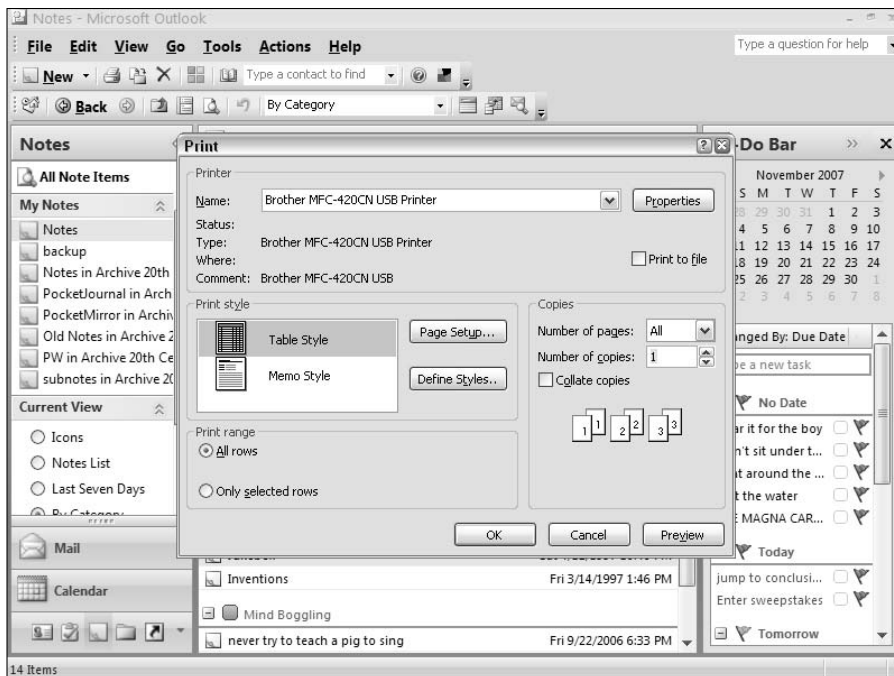 Notes - Microsoft Outlook
File Edit View Go Tools Actions Help
Type a question for help
New
Type a contact to find
Back
By Category
Notes
All Note Items
My Notes
Notes
backup
Notes in Archive 20th
PocketJournal in Arch
PocketMirror in Archiv
Old Notes in Archive 2
PW in Archive 20th Ce
subnotes in Archive 20
Current View
Icons
Notes List
Last Seven Days
By Category
Mail
Calendar
14 Items
Print
Printer
Name: Brother MFC-420CN USB Printer
Properties
Status:
Type: Brother MFC-420CN USB Printer
Where:
Comment: Brother MFC-420CN USB
Print to file
Print style
Table Style
Memo Style
Page Setup...
Define Styles..
Print range
All rows
Only selected rows
Copies
Number of pages: All
Number of copies: 1
Collate copies
1 1 2 2 3 3
OK Cancel Preview
Inventions Fri 3/14/1997 1:46 PM
Mind Boggling
never try to teach a pig to sing Fri 9/22/2006 6:33 PM
-Do Bar
November 2007
S M T W T F S
28 29 30 31 1 2 3
4 5 6 7 8 9 10
11 12 13 14 15 16 17
18 19 20 21 22 23 24
25 26 27 28 29 30 1
2 3 4 5 6 7 8
nged By: Due Date
pe a new task
No Date
ar it for the boy
n't sit under t...
at around the ...
t the water
E MAGNA CAR...
Today
jump to conclusi...
Enter sweepstakes
Tomorrow